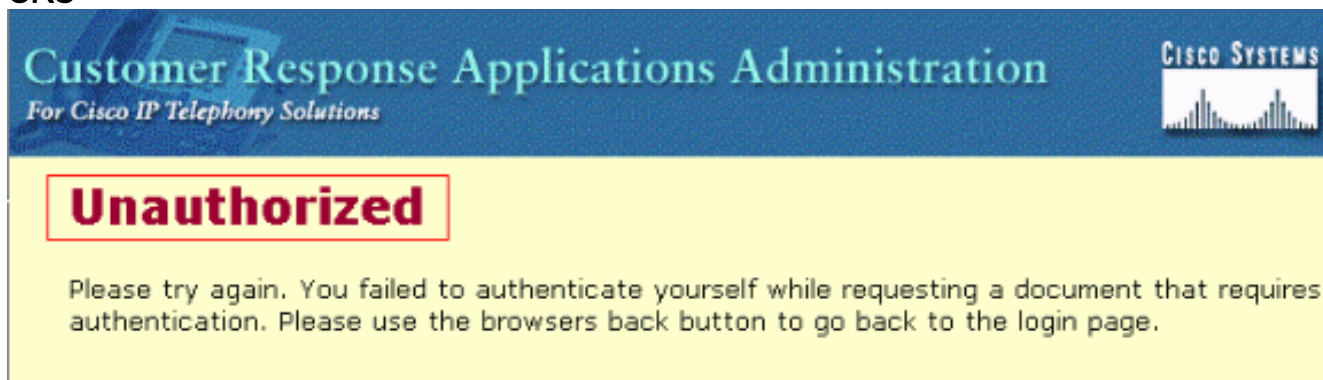 CRS
Customer Response Applications Administration
CISCO SYSTEMS
For Cisco IP Telephony Solutions
Unauthorized
Please try again. You failed to authenticate yourself while requesting a document that requires
authentication. Please use the browsers back button to go back to the login page.